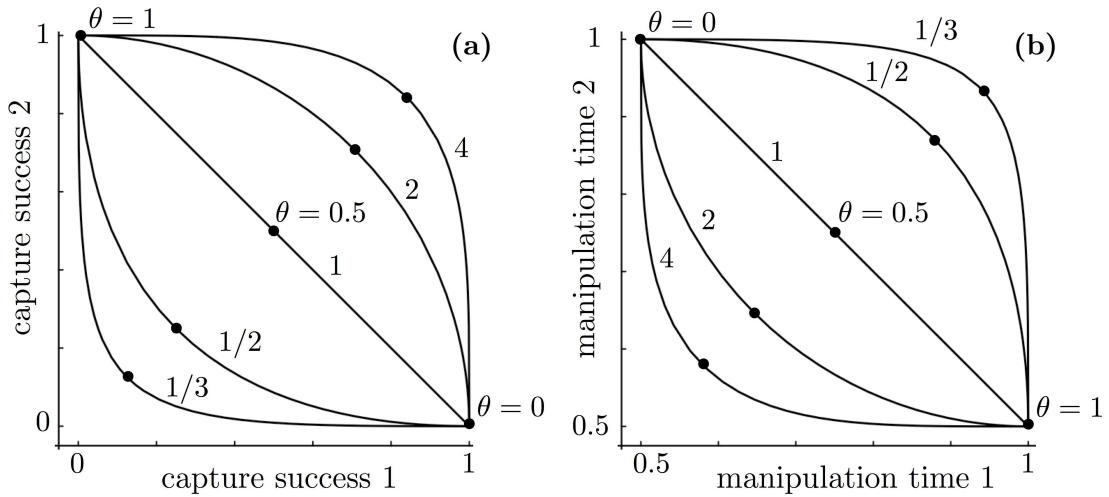 1
θ = 1
(a)
4
2
θ = 0.5
1
1/2
1/3
0
θ = 0
0
1
capture success 1
capture success 2
1
θ = 0
1/3
(b)
1/2
1
2
θ = 0.5
4
0.5
θ = 1
0.5
1
manipulation time 1
manipulation time 2